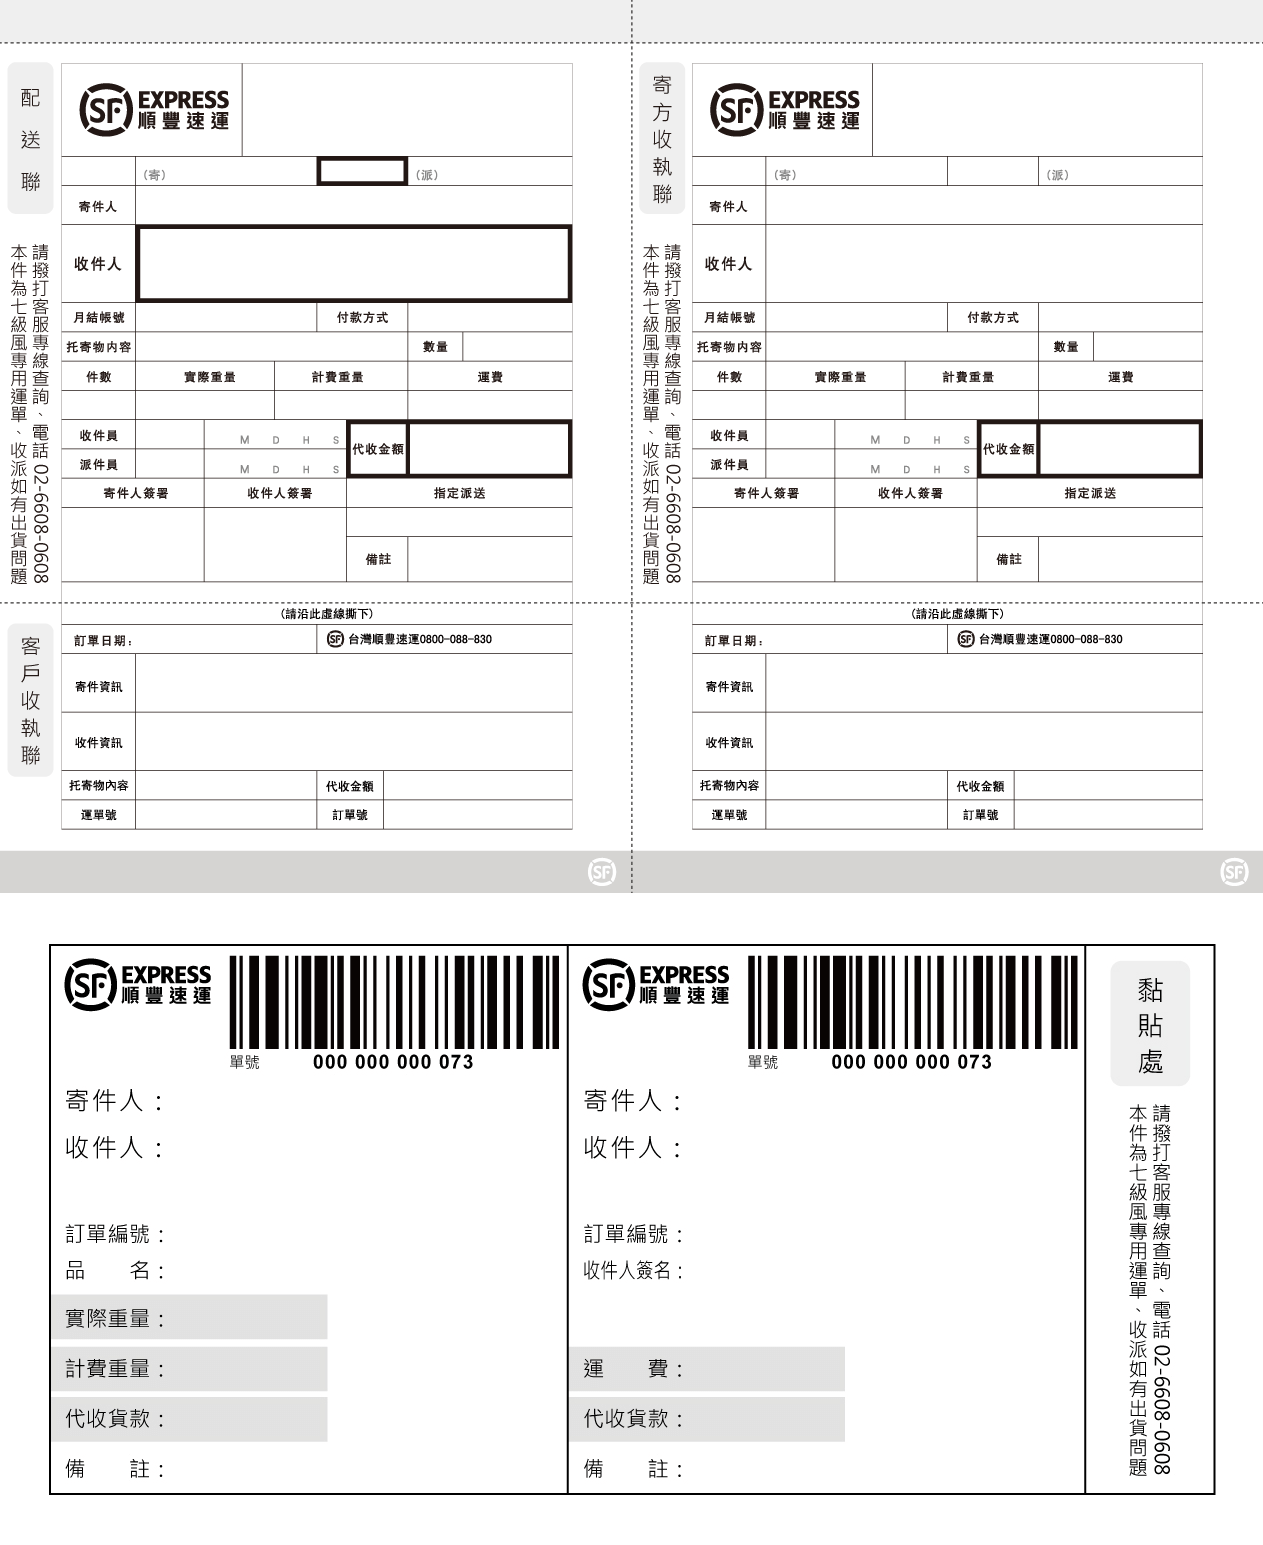 配送聯
本件為七級風專用運單、收派如有出貨問題
請撥打客服專線查詢、電話 02-6608-0608
SF EXPRESS
順豐速運
(寄) (派)
寄件人
收件人
月結帳號 付款方式
托寄物內容 數量
件數 實際重量 計費重量 運費
收件員 M D H S
代收金額
派件員 M D H S
寄件人簽署 收件人簽署 指定派送
備註
寄方收執聯
本件為七級風專用運單、收派如有出貨問題
請撥打客服專線查詢、電話 02-6608-0608
SF EXPRESS
順豐速運
(寄) (派)
寄件人
收件人
月結帳號 付款方式
托寄物內容 數量
件數 實際重量 計費重量 運費
收件員 M D H S
代收金額
派件員 M D H S
寄件人簽署 收件人簽署 指定派送
備註
(請沿此虛線撕下)
客戶收執聯
訂單日期: SF 台灣順豐速運0800-088-830
寄件資訊
收件資訊
托寄物內容 代收金額
運單號 訂單號
(請沿此虛線撕下)
訂單日期: SF 台灣順豐速運0800-088-830
寄件資訊
收件資訊
托寄物內容 代收金額
運單號 訂單號
SF
SF
SF EXPRESS
順豐速運
單號 000 000 000 073
寄件人：
收件人：
訂單編號：
品 名：
實際重量：
計費重量：
代收貨款：
備 註：
SF EXPRESS
順豐速運
單號 000 000 000 073
寄件人：
收件人：
訂單編號：
收件人簽名：
運 費：
代收貨款：
備 註：
黏貼處
本件為七級風專用運單、收派如有出貨問題
請撥打客服專線查詢、電話 02-6608-0608